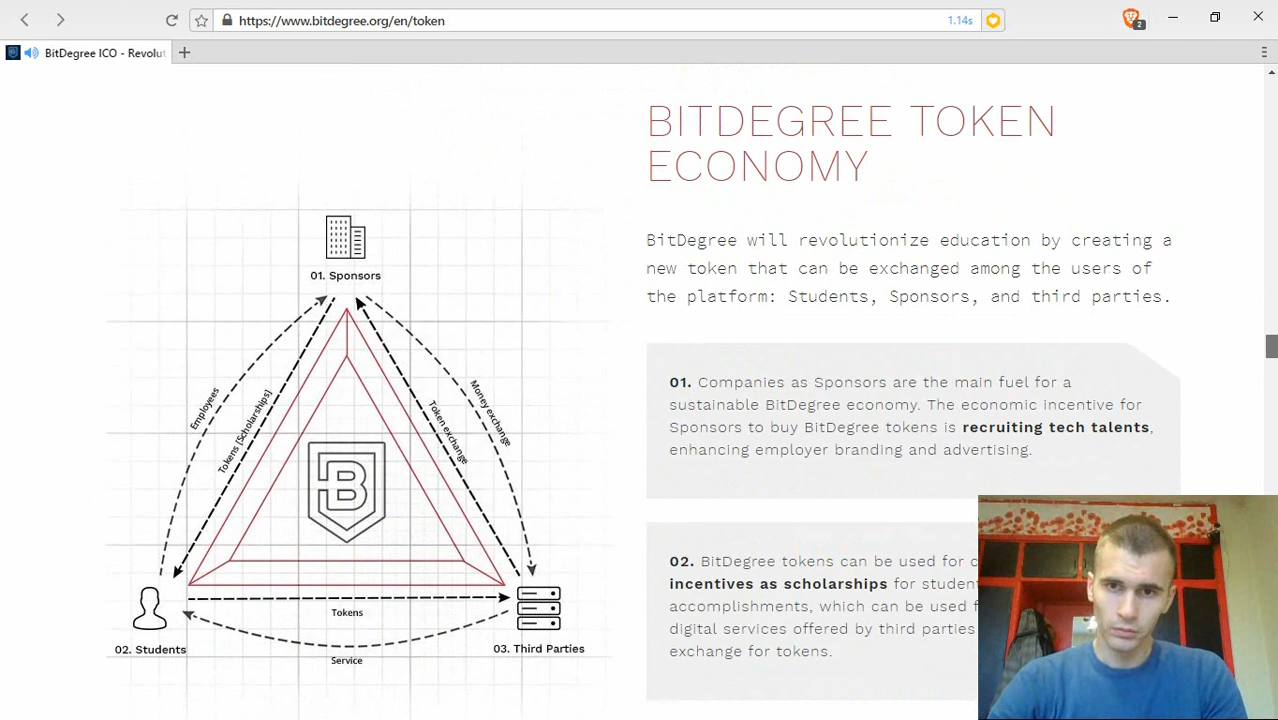 https://www.bitdegree.org/en/token
1.14s
2
BitDegree ICO - Revolut
BITDEGREE TOKEN
ECONOMY
BitDegree will revolutionize education by creating a
new token that can be exchanged among the users of
the platform: Students, Sponsors, and third parties.
01. Sponsors
Employees
Tokens [Scholarships]
Token exchange
Money exchange
B
Tokens
02. Students
03. Third Parties
Service
01. Companies as Sponsors are the main fuel for a
sustainable BitDegree economy. The economic incentive for
Sponsors to buy BitDegree tokens is recruiting tech talents,
enhancing employer branding and advertising.
02. BitDegree tokens can be used for
incentives as scholarships for studen
accomplishments, which can be used
digital services offered by third parties
exchange for tokens.